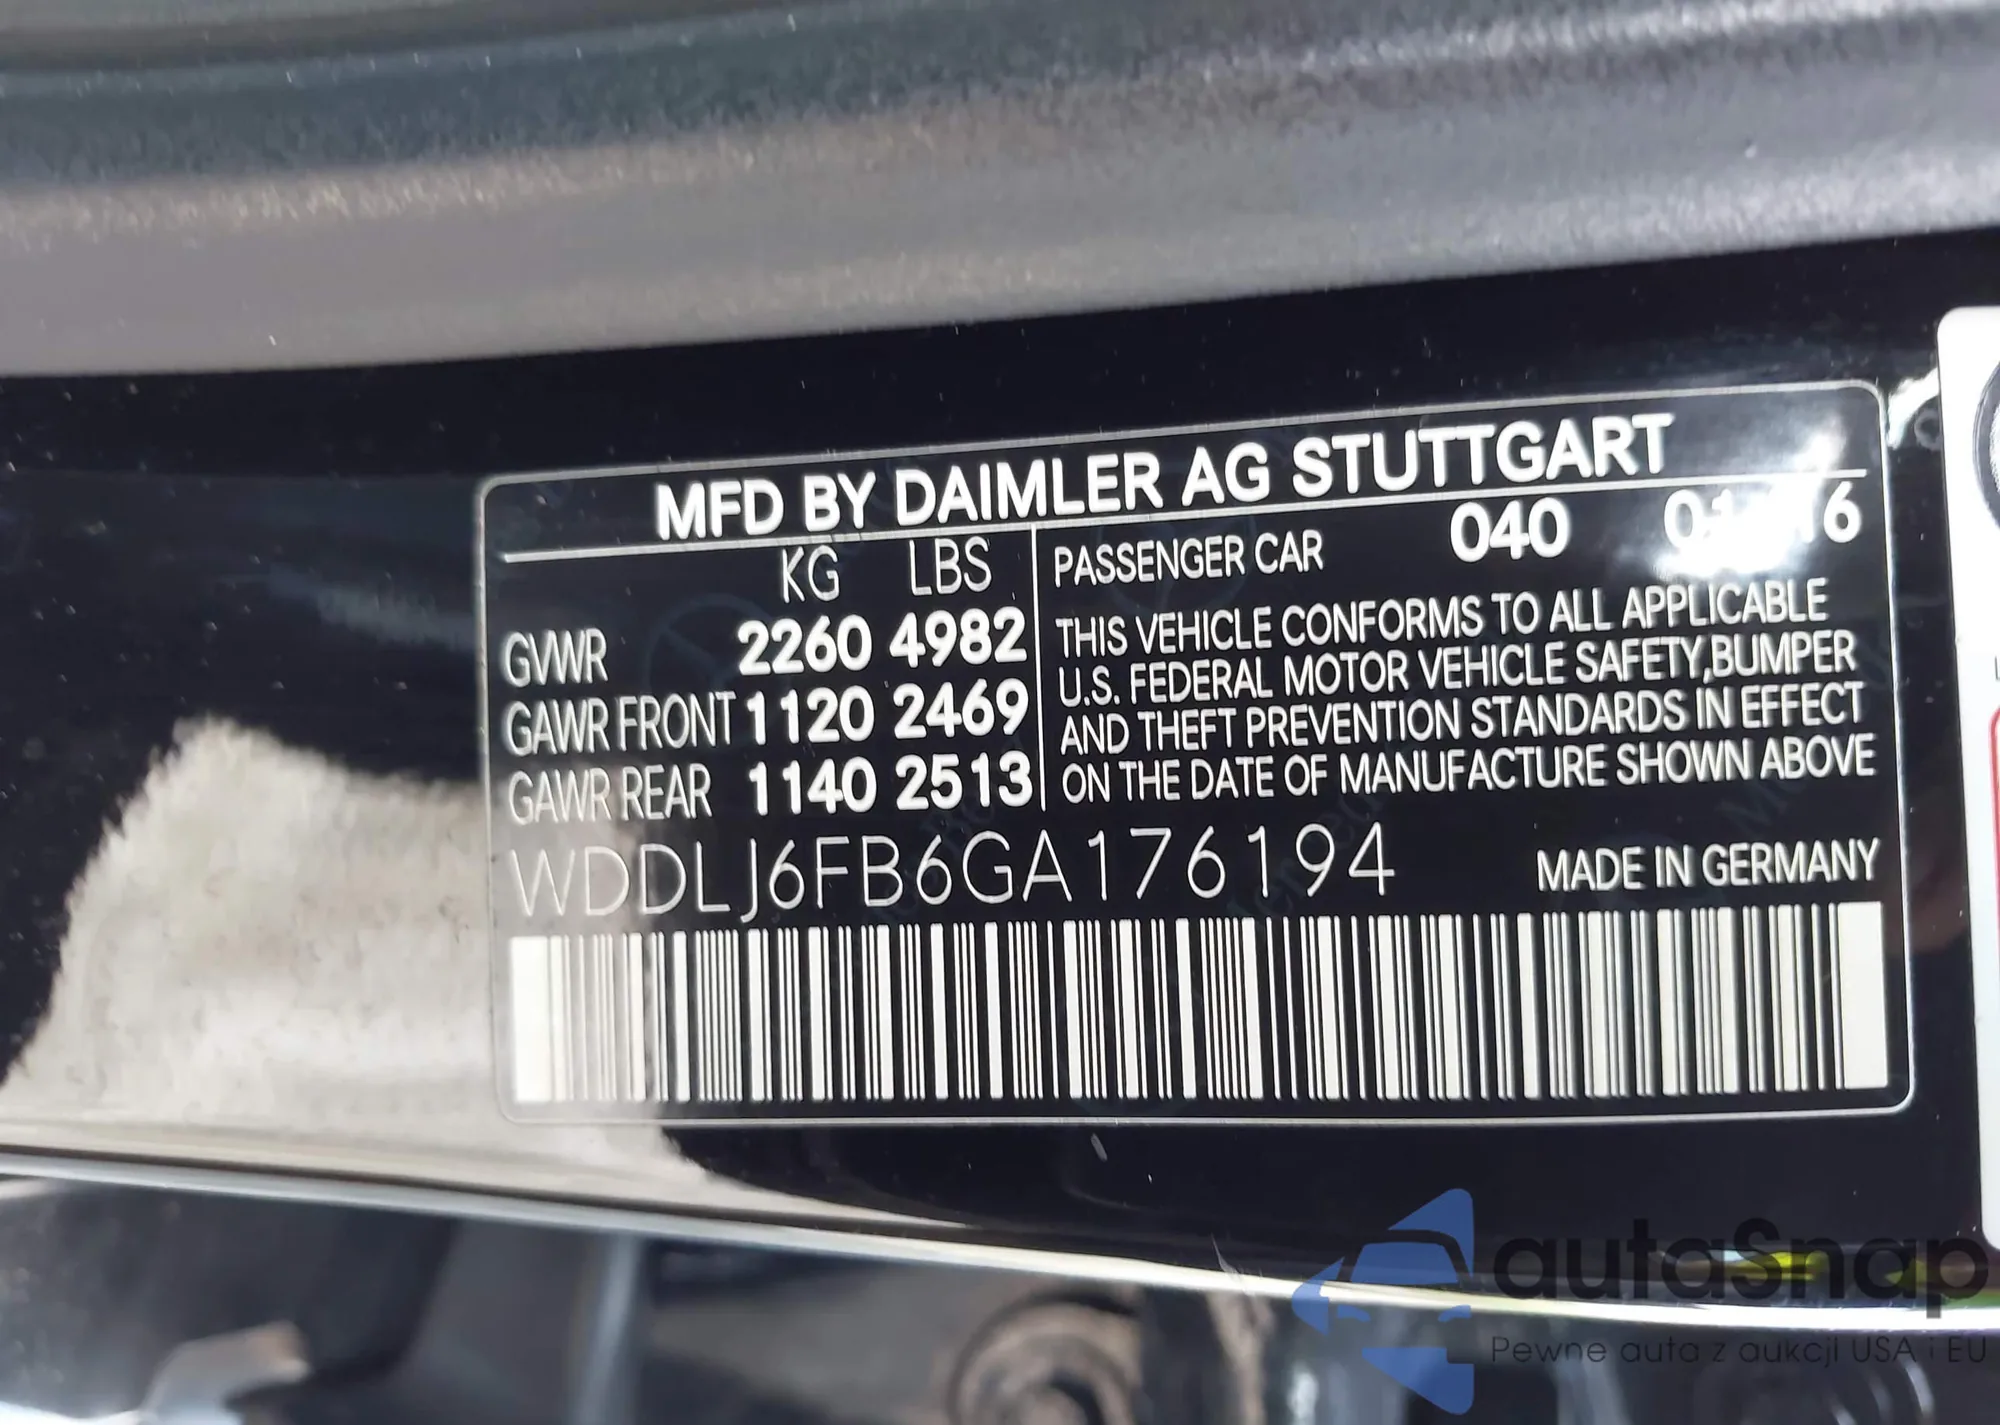 MFD BY DAIMLER AG STUTTGART
KG LBS
GVWR 2260 4982
GAWR FRONT 1120 2469
GAWR REAR 1140 2513
PASSENGER CAR 040
THIS VEHICLE CONFORMS TO ALL APPLICABLE
U.S. FEDERAL MOTOR VEHICLE SAFETY,BUMPER
AND THEFT PREVENTION STANDARDS IN EFFECT
ON THE DATE OF MANUFACTURE SHOWN ABOVE
WDDLJ6FB6GA176194 MADE IN GERMANY
autaSnap
Pewne auta z aukcji USA i EU